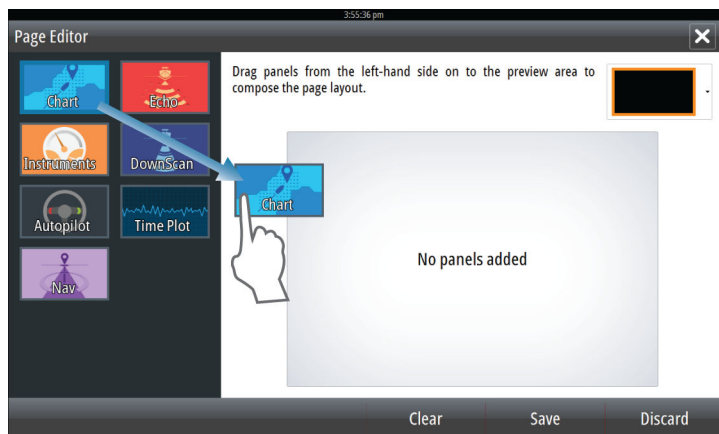 3:55:36 pm
Page Editor
Drag panels from the left-hand side on to the preview area to
compose the page layout.
Chart
Echo
Instruments
DownScan
Autopilot
Time Plot
Nav
Chart
No panels added
Clear
Save
Discard